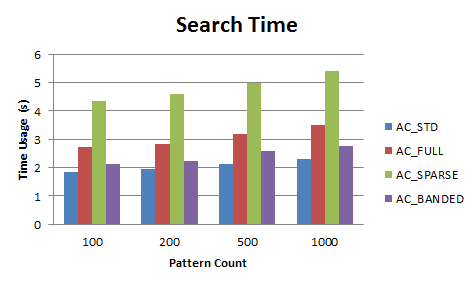 Search Time
6
5
4
3
2
1
0
Time Usage (s)
100 200 500 1000
Pattern Count
AC_STD
AC_FULL
AC_SPARSE
AC_BANDED